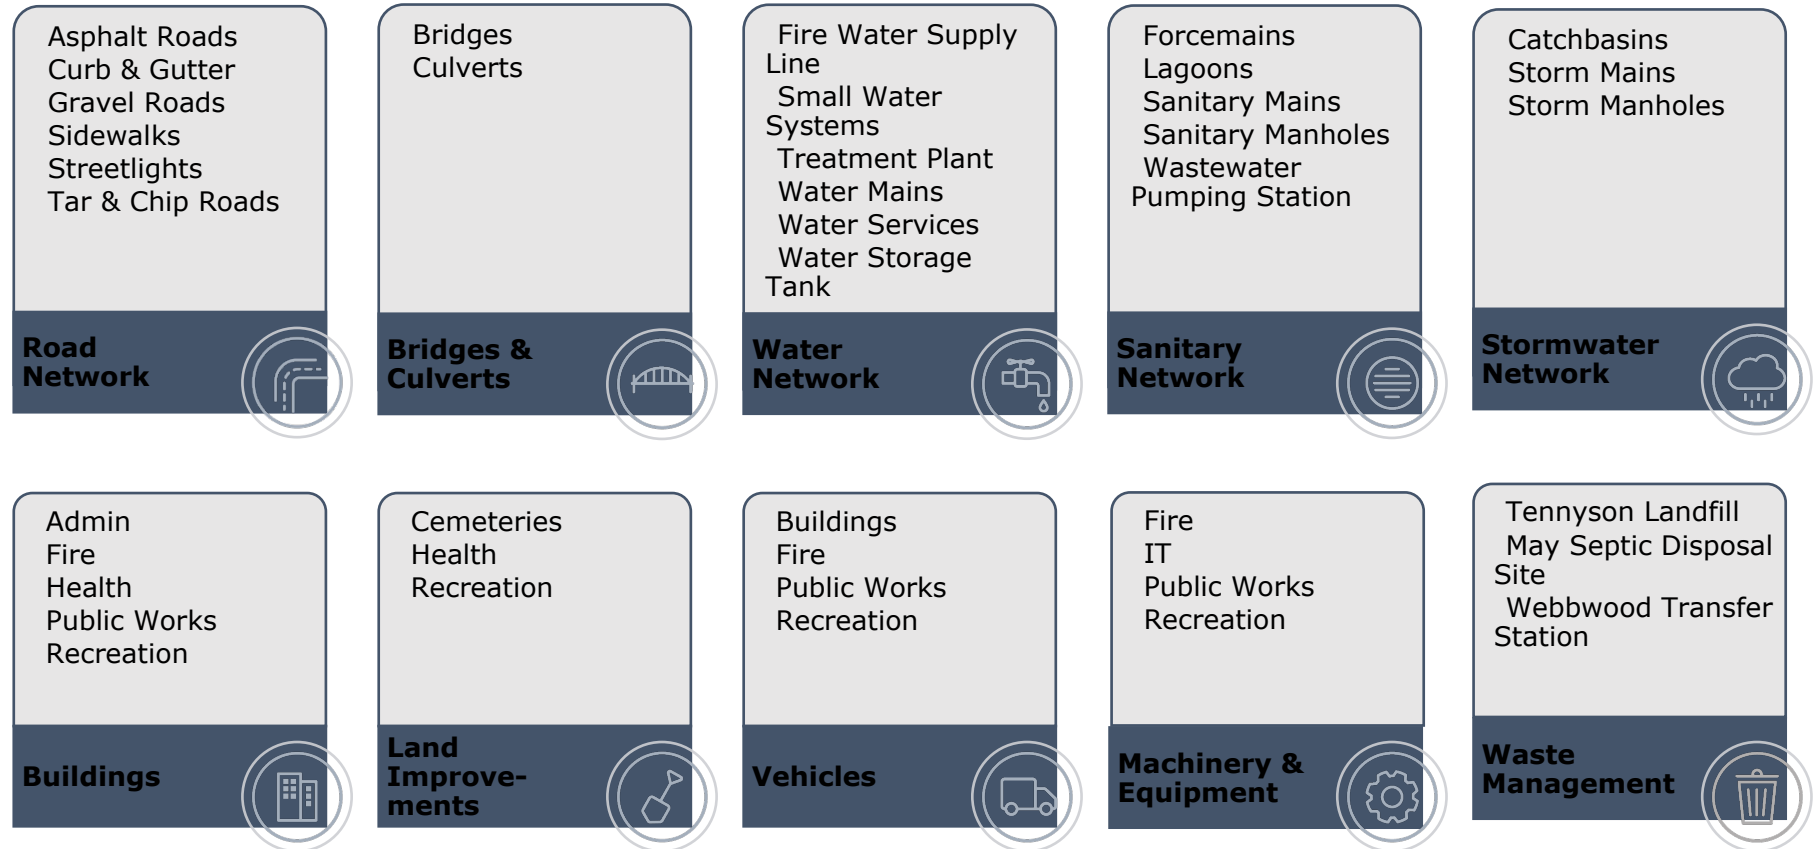 Asphalt Roads
Curb & Gutter
Gravel Roads
Sidewalks
Streetlights
Tar & Chip Roads
Road
Network
Bridges
Culverts
Bridges &
Culverts
Fire Water Supply
Line
Small Water
Systems
Treatment Plant
Water Mains
Water Services
Water Storage
Tank
Water
Network
Forcemains
Lagoons
Sanitary Mains
Sanitary Manholes
Wastewater
Pumping Station
Sanitary
Network
Catchbasins
Storm Mains
Storm Manholes
Stormwater
Network
Admin
Fire
Health
Public Works
Recreation
Buildings
Cemeteries
Health
Recreation
Land
Improve-
ments
Buildings
Fire
Public Works
Recreation
Vehicles
Fire
IT
Public Works
Recreation
Machinery &
Equipment
Tennyson Landfill
May Septic Disposal
Site
Webbwood Transfer
Station
Waste
Management